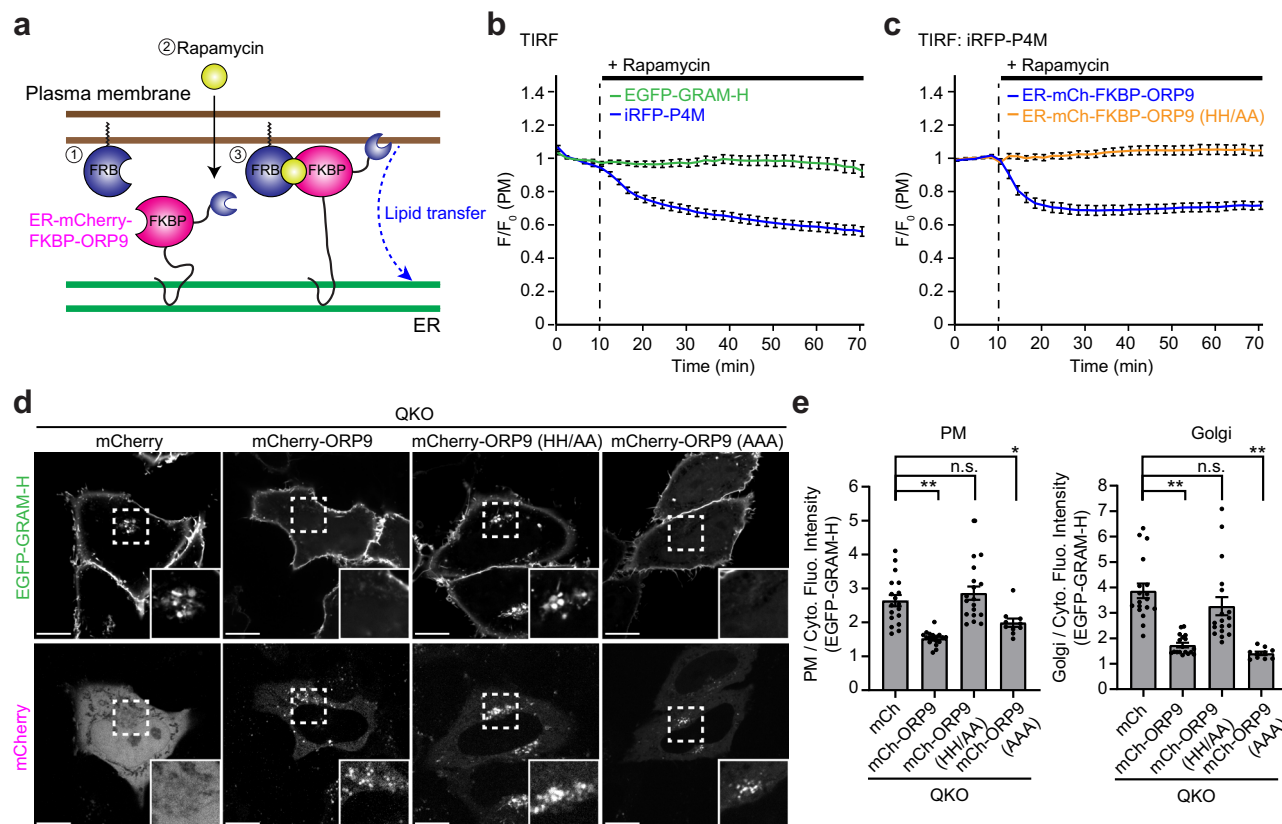 a
②Rapamycin
Plasma membrane
①
FRB
③
FRB
FKBP
FKBP
ER-mCherry-
FKBP-ORP9
Lipid transfer
ER
b
TIRF
+ Rapamycin
EGFP-GRAM-H
iRFP-P4M
1.4
1.2
1
0.8
0.6
0.4
0.2
0
F/F0 (PM)
0 10 20 30 40 50 60 70
Time (min)
c
TIRF: iRFP-P4M
+ Rapamycin
ER-mCh-FKBP-ORP9
ER-mCh-FKBP-ORP9 (HH/AA)
1.4
1.2
1
0.8
0.6
0.4
0.2
0
F/F0 (PM)
0 10 20 30 40 50 60 70
Time (min)
d
QKO
mCherry mCherry-ORP9 mCherry-ORP9 (HH/AA) mCherry-ORP9 (AAA)
EGFP-GRAM-H
mCherry
e
PM
*
n.s.
**
6
5
4
3
2
1
0
PM / Cyto. Fluo. Intensity
(EGFP-GRAM-H)
mCh
mCh-ORP9
mCh-ORP9
(HH/AA)
mCh-ORP9
(AAA)
QKO
Golgi
**
n.s.
**
8
7
6
5
4
3
2
1
0
Golgi / Cyto. Fluo. Intensity
(EGFP-GRAM-H)
mCh
mCh-ORP9
mCh-ORP9
(HH/AA)
mCh-ORP9
(AAA)
QKO